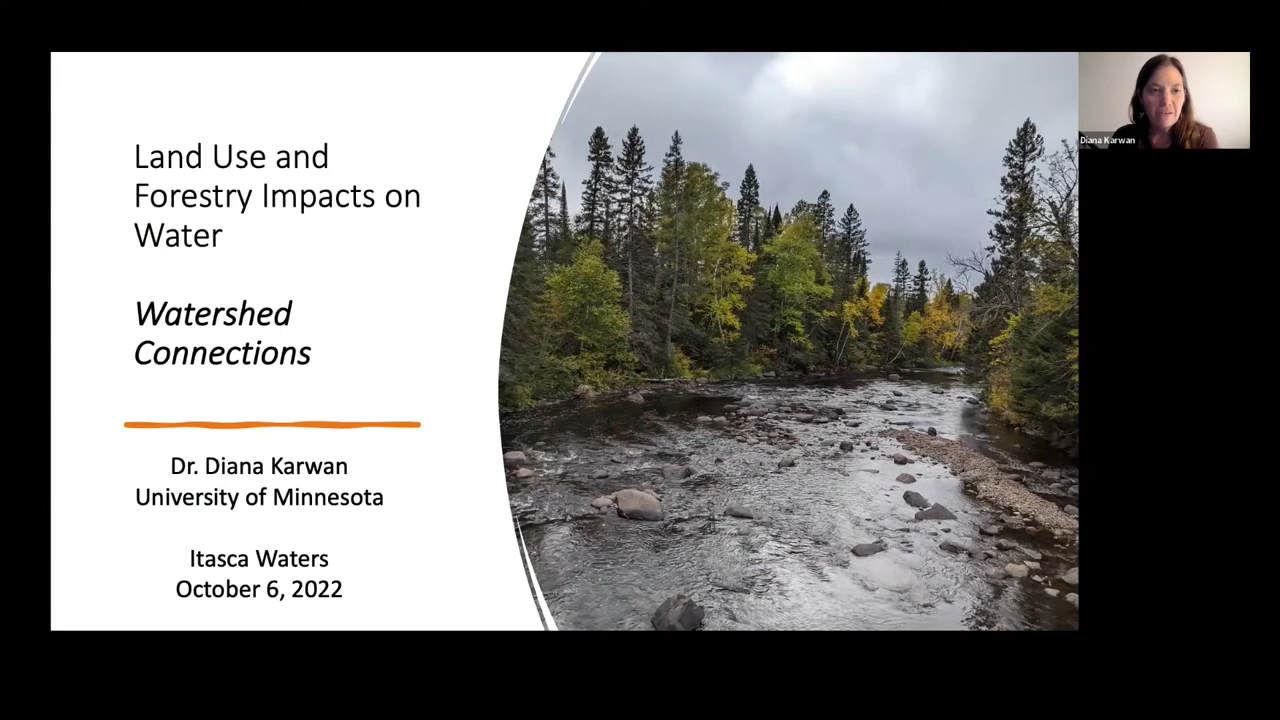 Land Use and
Forestry Impacts on
Water
Watershed
Connections
Dr. Diana Karwan
University of Minnesota
Itasca Waters
October 6, 2022
Diana Karwan